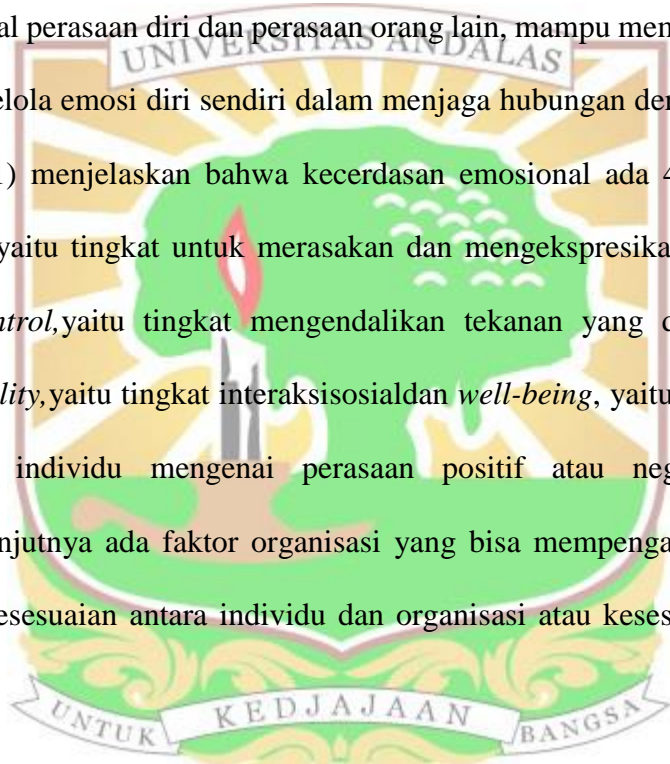 al perasaan diri dan perasaan orang lain, mampu
UNIVERSITAS ANDALAS
elola emosi diri sendiri dalam menjaga hubungan
1) menjelaskan bahwa kecerdasan emosional ada 4
yaitu tingkat untuk merasakan dan mengekspresika
ntrol,yaitu tingkat mengendalikan tekanan yang
lity,yaitu tingkat interaksisosialdan well-being, yaitu
individu mengenai perasaan positif atau neg
njutnya ada faktor organisasi yang bisa mempenga
esesuaian antara individu dan organisasi atau keses
UNTUK KEDJAJAAN BANGSA